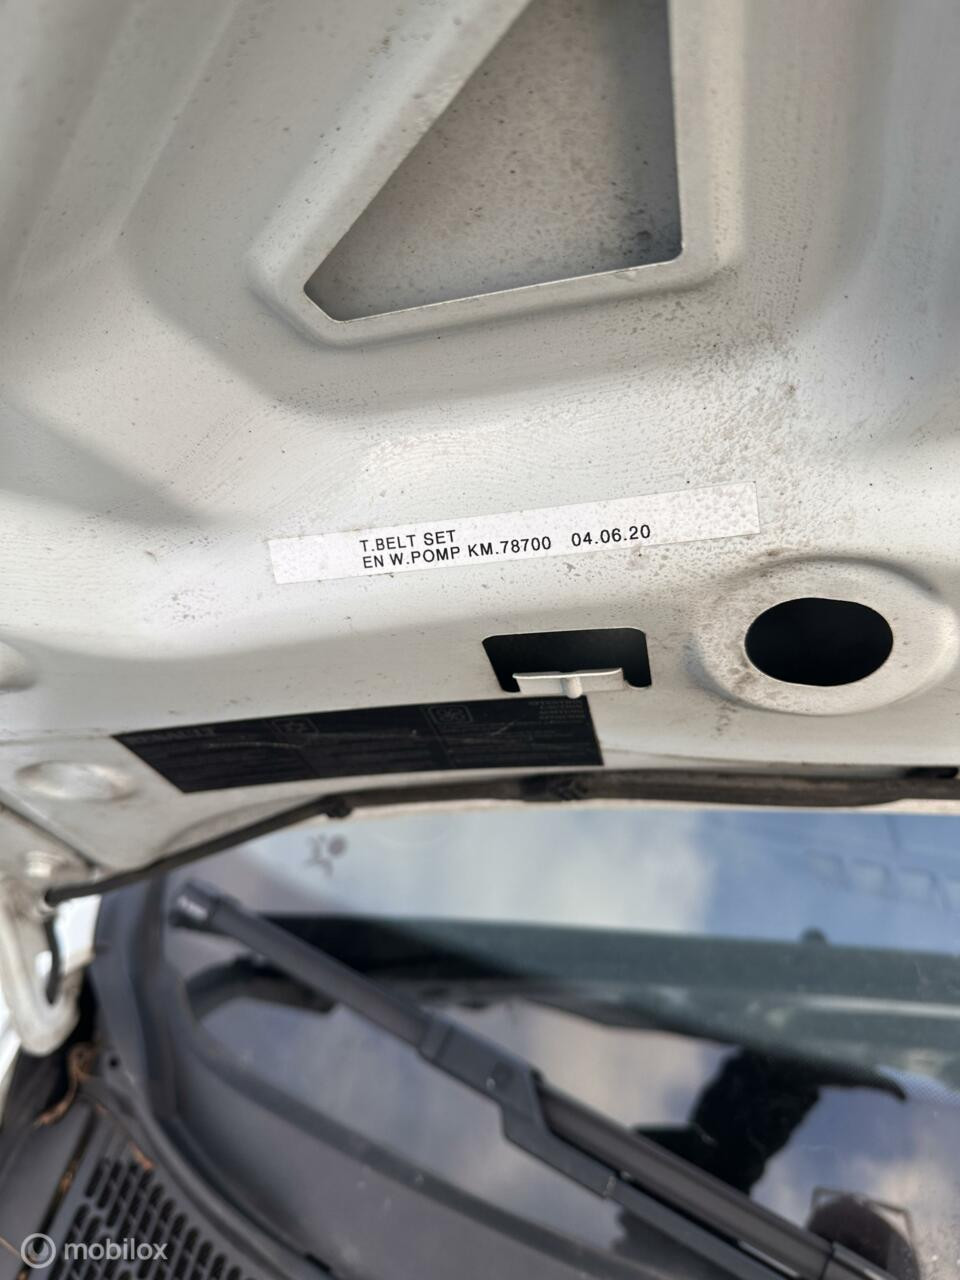 T.BELT SET
EN W.POMP KM.78700 04.06.20
mobilox